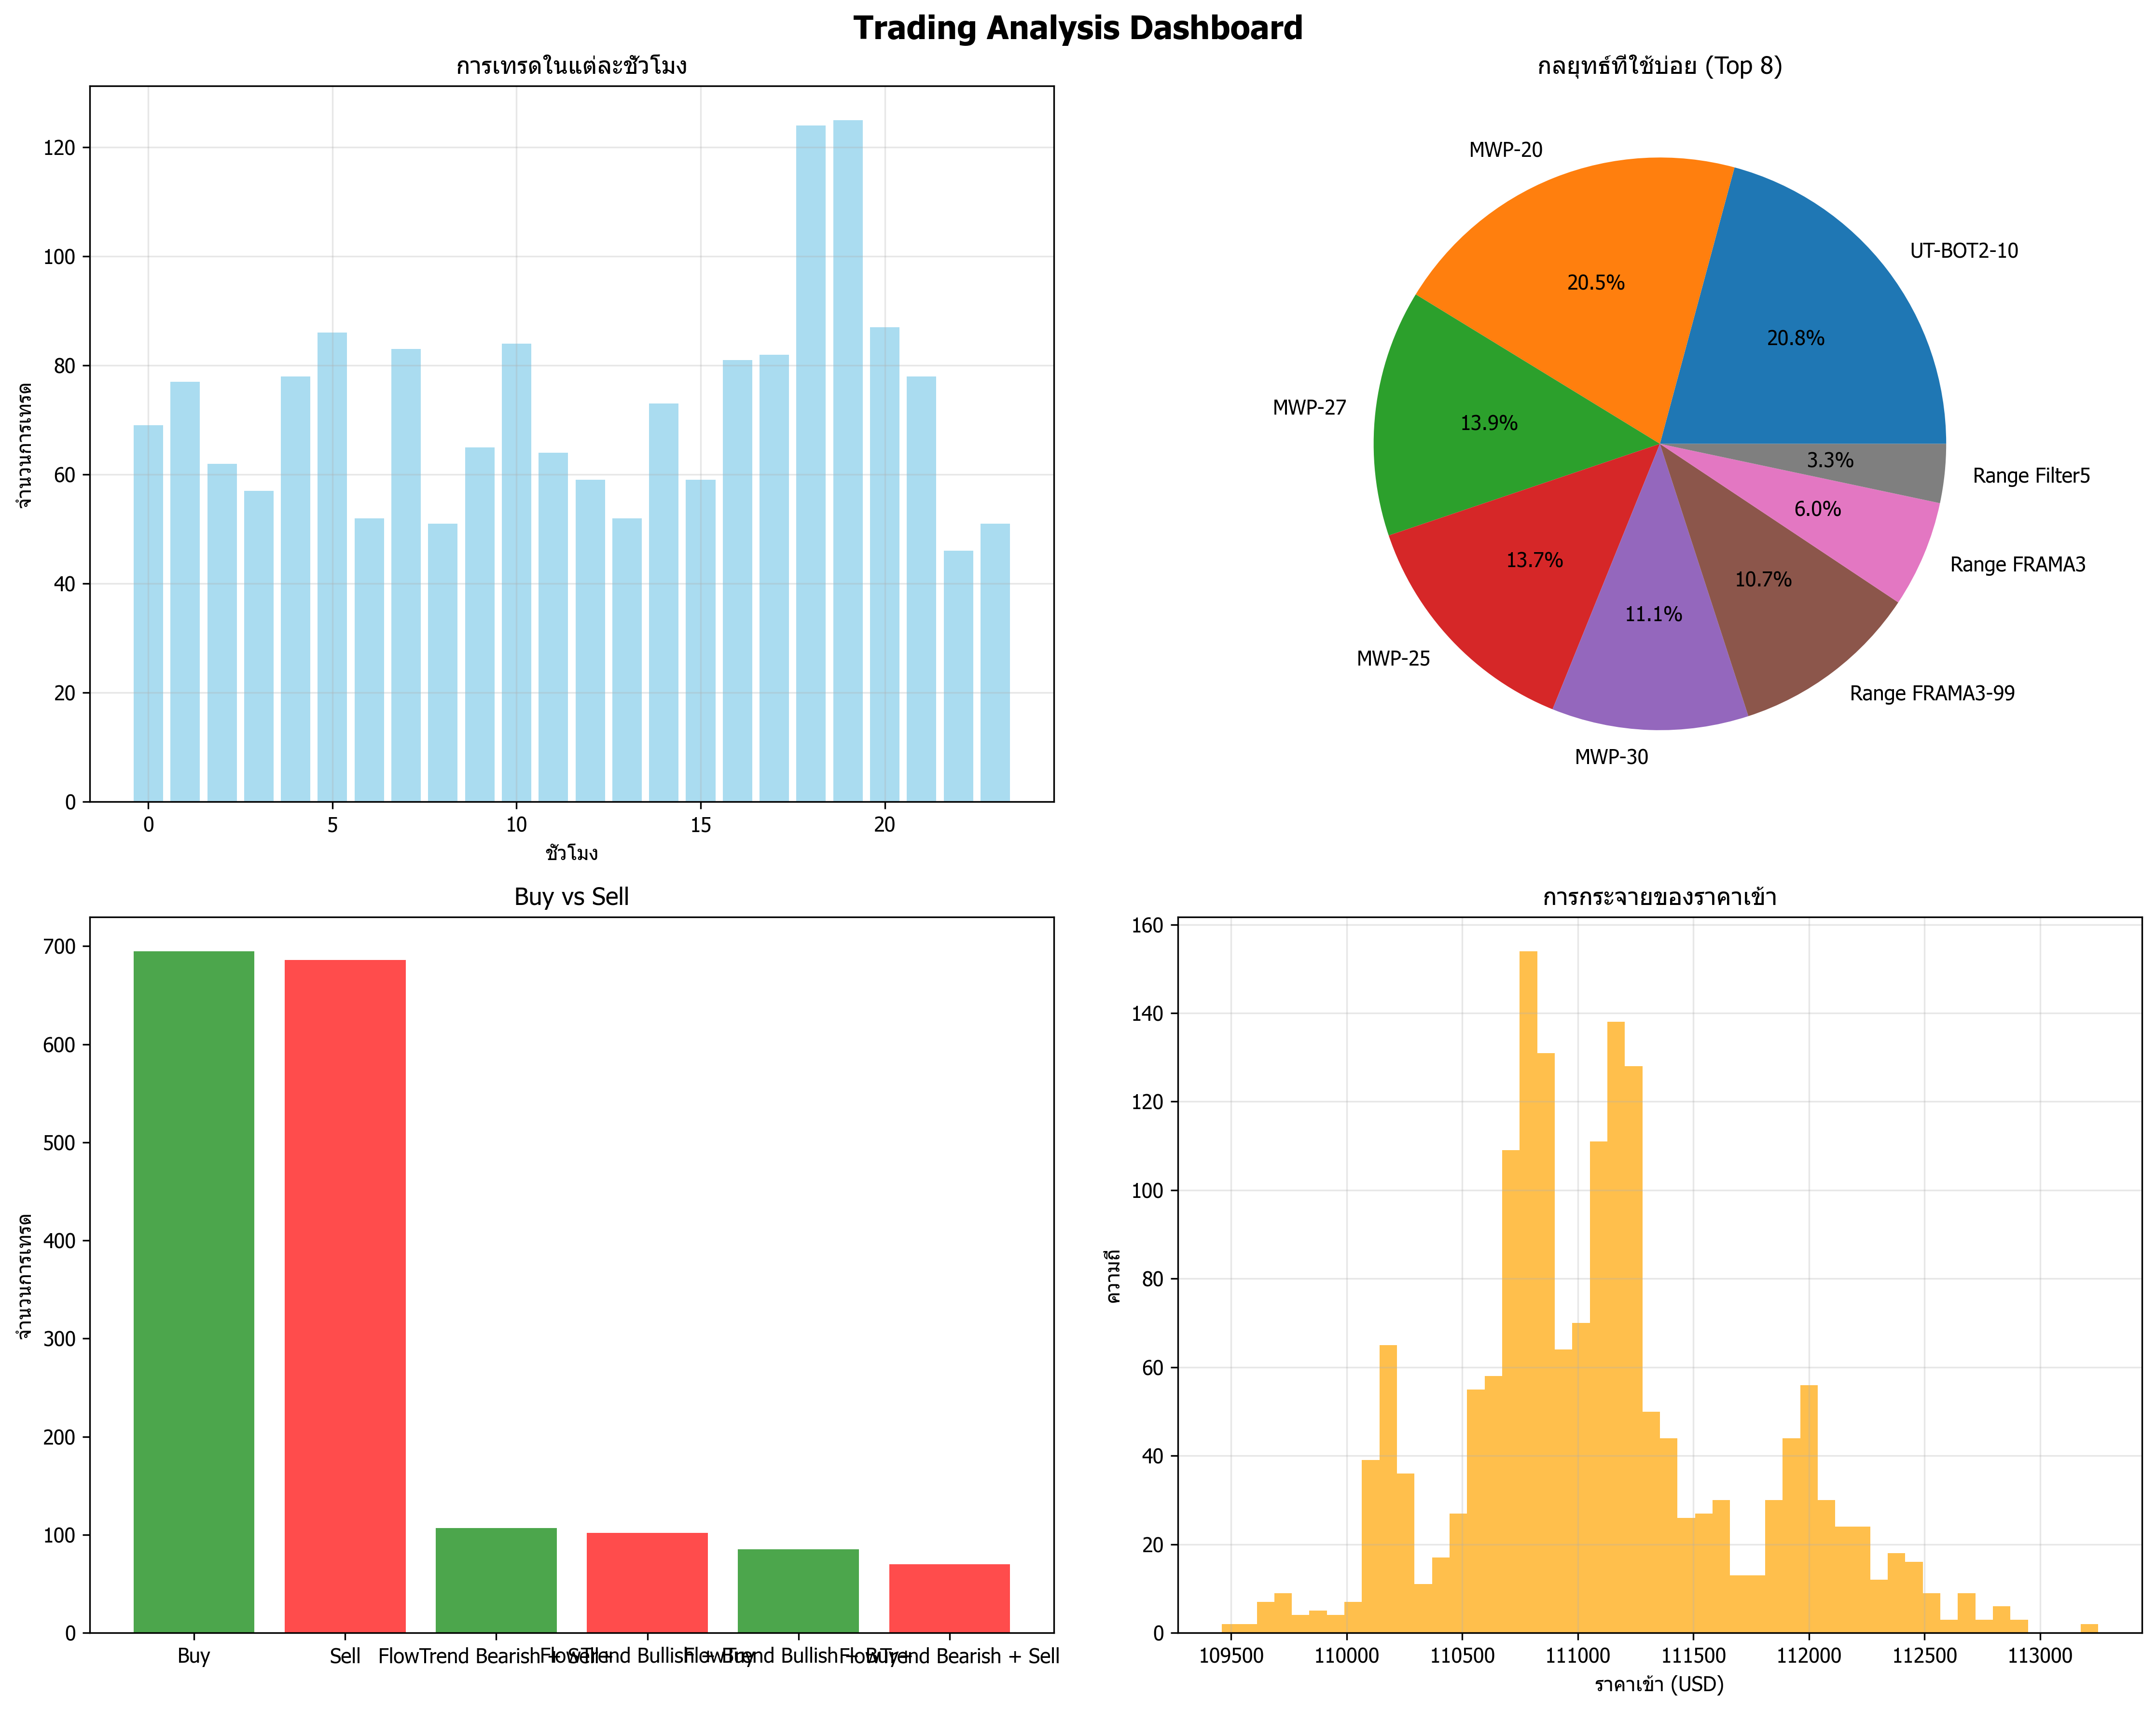 Trading Analysis Dashboard
การเทรดในแต่ละชั่วโมง
จำนวนการเทรด
120
100
80
60
40
20
0
0 5 10 15 20
ชั่วโมง
กลยุทธ์ที่ใช้บ่อย (Top 8)
MWP-20
UT-BOT2-10
20.5%
20.8%
MWP-27
13.9%
3.3%
Range Filter5
6.0%
13.7%
Range FRAMA3
10.7%
11.1%
MWP-25
Range FRAMA3-99
MWP-30
Buy vs Sell
จำนวนการเทรด
700
600
500
400
300
200
100
0
Buy Sell FlowTrend Bearish + Sell+ FlowTrend Bullish + Buy FlowTrend Bullish + Buy+ FlowTrend Bearish + Sell
การกระจายของราคาเข้า
ความถี่
160
140
120
100
80
60
40
20
0
109500 110000 110500 111000 111500 112000 112500 113000
ราคาเข้า (USD)